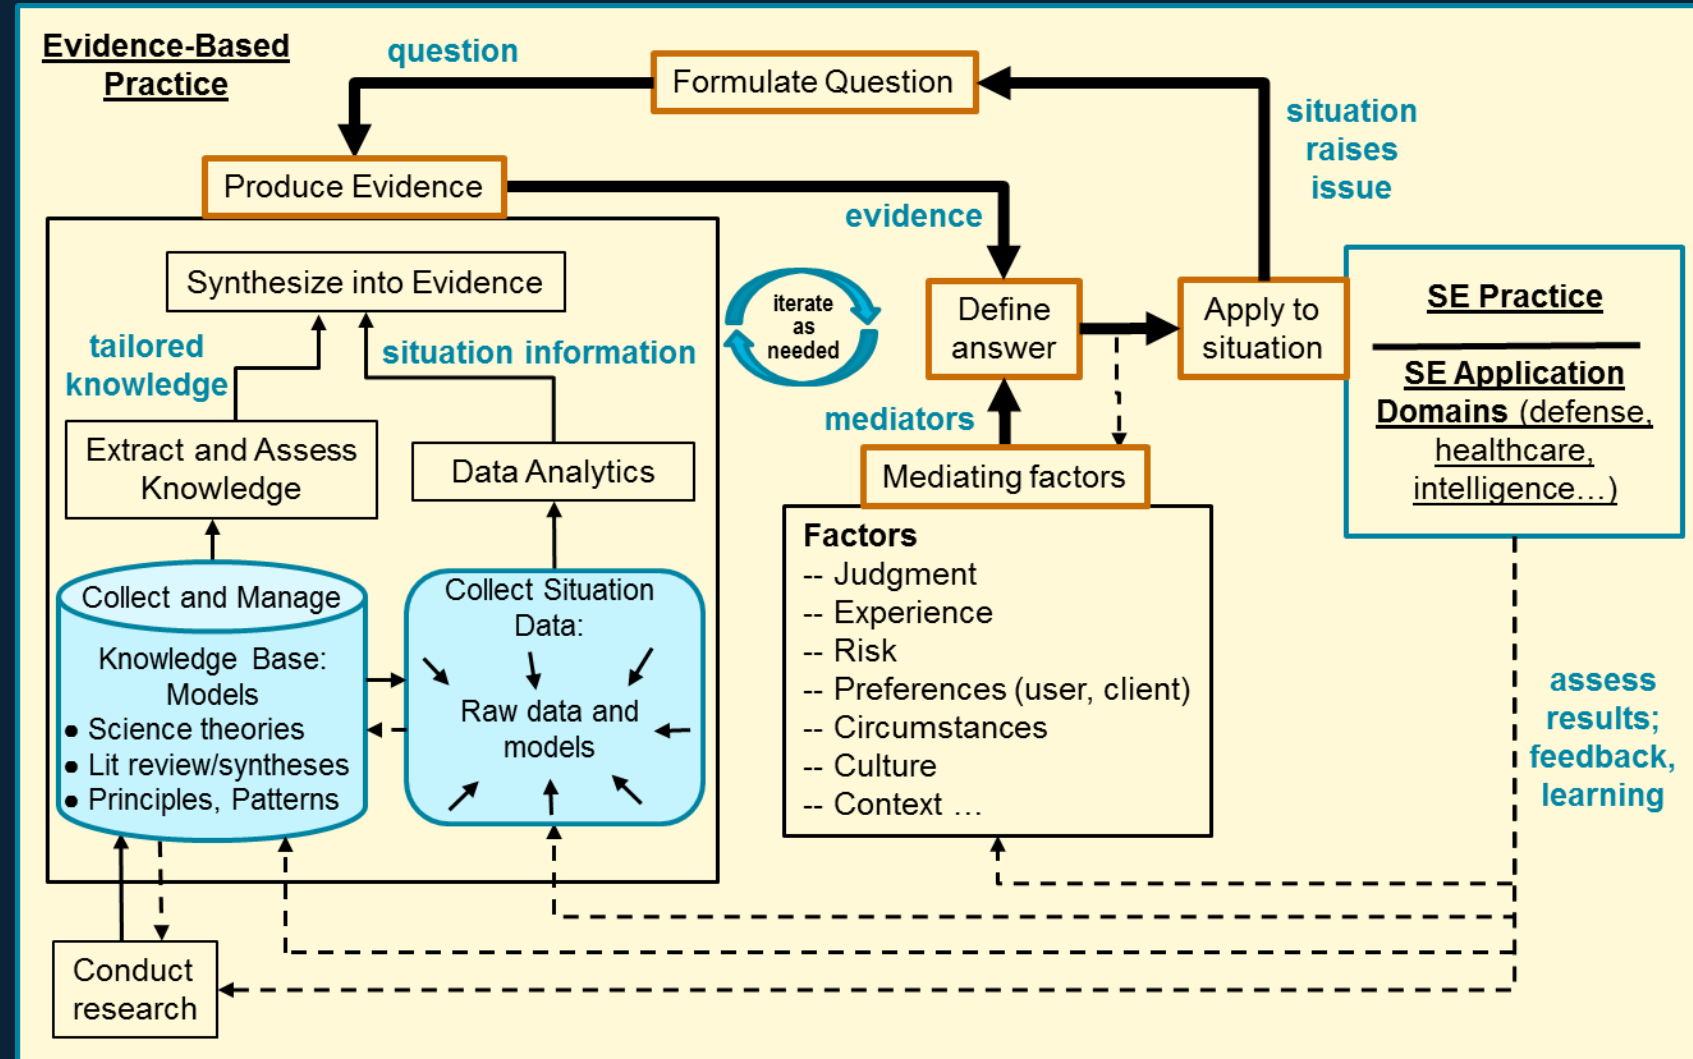 Evidence-Based
Practice
question
Formulate Question
situation
raises
issue
Produce Evidence
evidence
Synthesize into Evidence
tailored
knowledge
situation information
iterate
as
needed
Define
answer
Apply to
situation
SE Practice
SE Application
Domains (defense,
healthcare,
intelligence…)
mediators
Extract and Assess
Knowledge
Data Analytics
Mediating factors
Factors
-- Judgment
-- Experience
-- Risk
-- Preferences (user, client)
-- Circumstances
-- Culture
-- Context …
Collect and Manage
Knowledge Base:
Models
● Science theories
● Lit review/syntheses
● Principles, Patterns
Collect Situation
Data:
Raw data and
models
assess
results;
feedback,
learning
Conduct
research